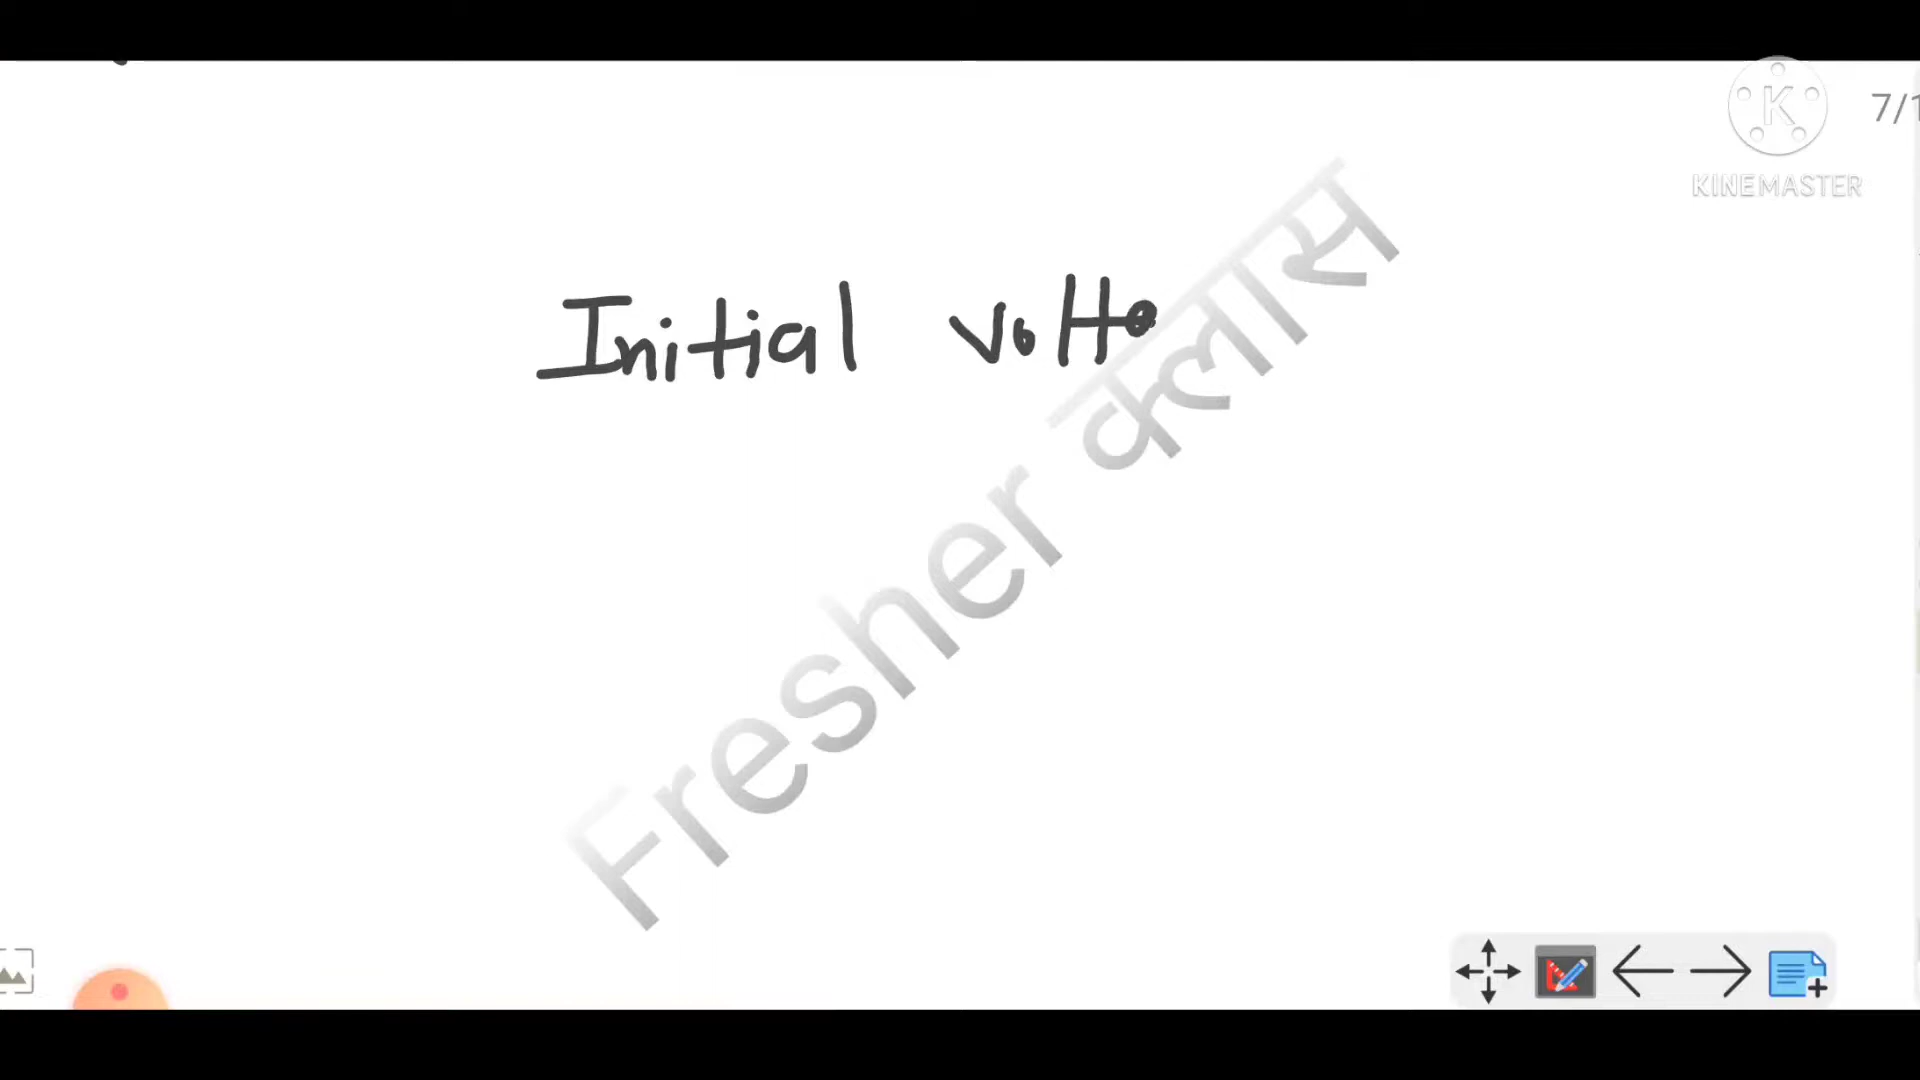 7/1
KINEMASTER
Initial volt
Fresher क्लास